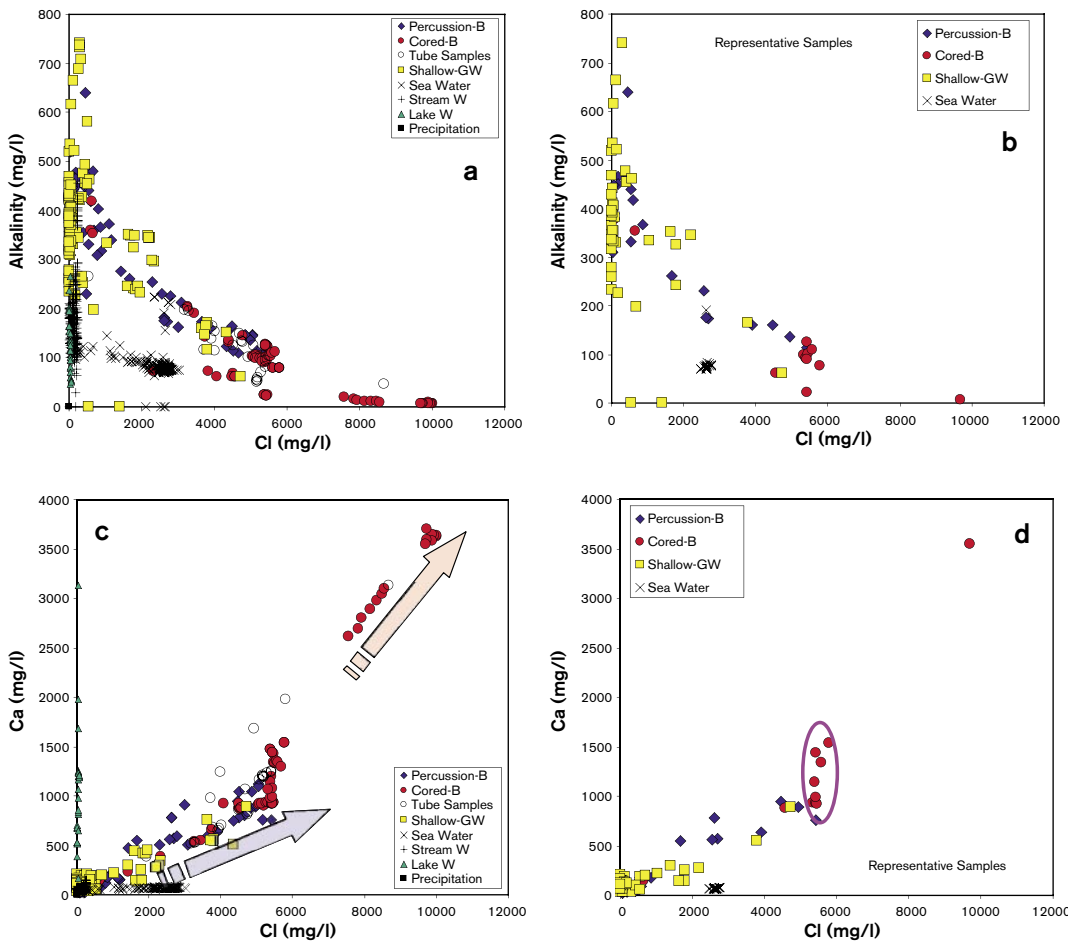 800
700
600
500
400
300
200
100
0
Alkalinity (mg/l)
0 2000 4000 6000 8000 10000 12000
Cl (mg/l)
Percussion-B
Cored-B
Tube Samples
Shallow-GW
Sea Water
Stream W
Lake W
Precipitation
a
800
700
600
500
400
300
200
100
0
Alkalinity (mg/l)
0 2000 4000 6000 8000 10000 12000
Cl (mg/l)
Representative Samples
Percussion-B
Cored-B
Shallow-GW
Sea Water
b
4000
3500
3000
2500
2000
1500
1000
500
0
Ca (mg/l)
0 2000 4000 6000 8000 10000 12000
Cl (mg/l)
c
Percussion-B
Cored-B
Tube Samples
Shallow-GW
Sea Water
Stream W
Lake W
Precipitation
4000
3500
3000
2500
2000
1500
1000
500
0
Ca (mg/l)
0 2000 4000 6000 8000 10000 12000
Cl (mg/l)
Percussion-B
Cored-B
Shallow-GW
Sea Water
d
Representative Samples